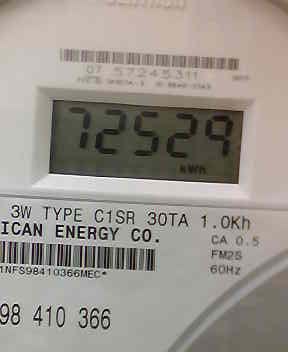 07 57245311
72529
kWh
3W TYPE C1SR 30TA 1.0Kh
ICAN ENERGY CO.
CA 0.5
FM2S
60Hz
1NFS98410366MEC*
98 410 366